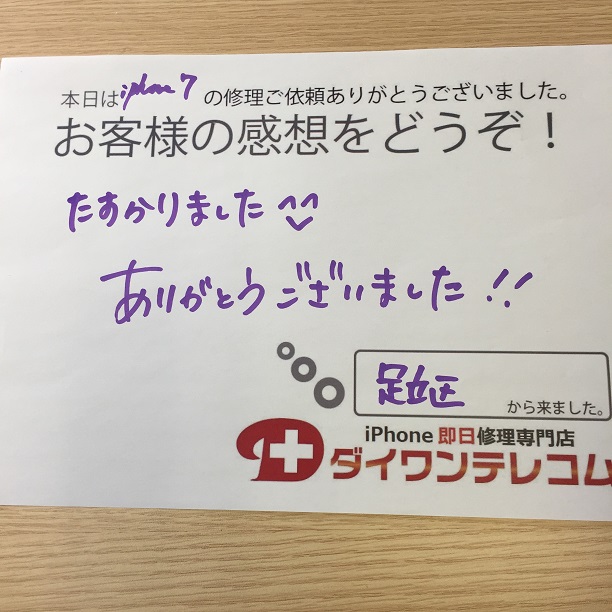 本日は iphone 7 の修理ご依頼ありがとうございました。
お客様の感想をどうぞ！
たすかりました ^^
ありがとうございました!!
足立区 から来ました。
iPhone 即日修理専門店
ダイワンテレコム